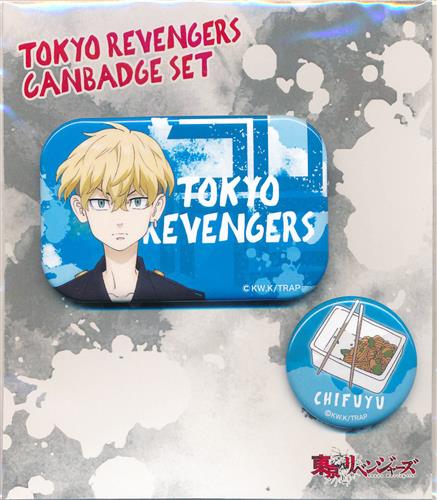 TOKYO REVENGERS
CANBADGE SET
TOKYO
REVENGERS
© KW.K/TRAP
CHIFUYU
©KW.K/TRAP
東京リベンジャーズ